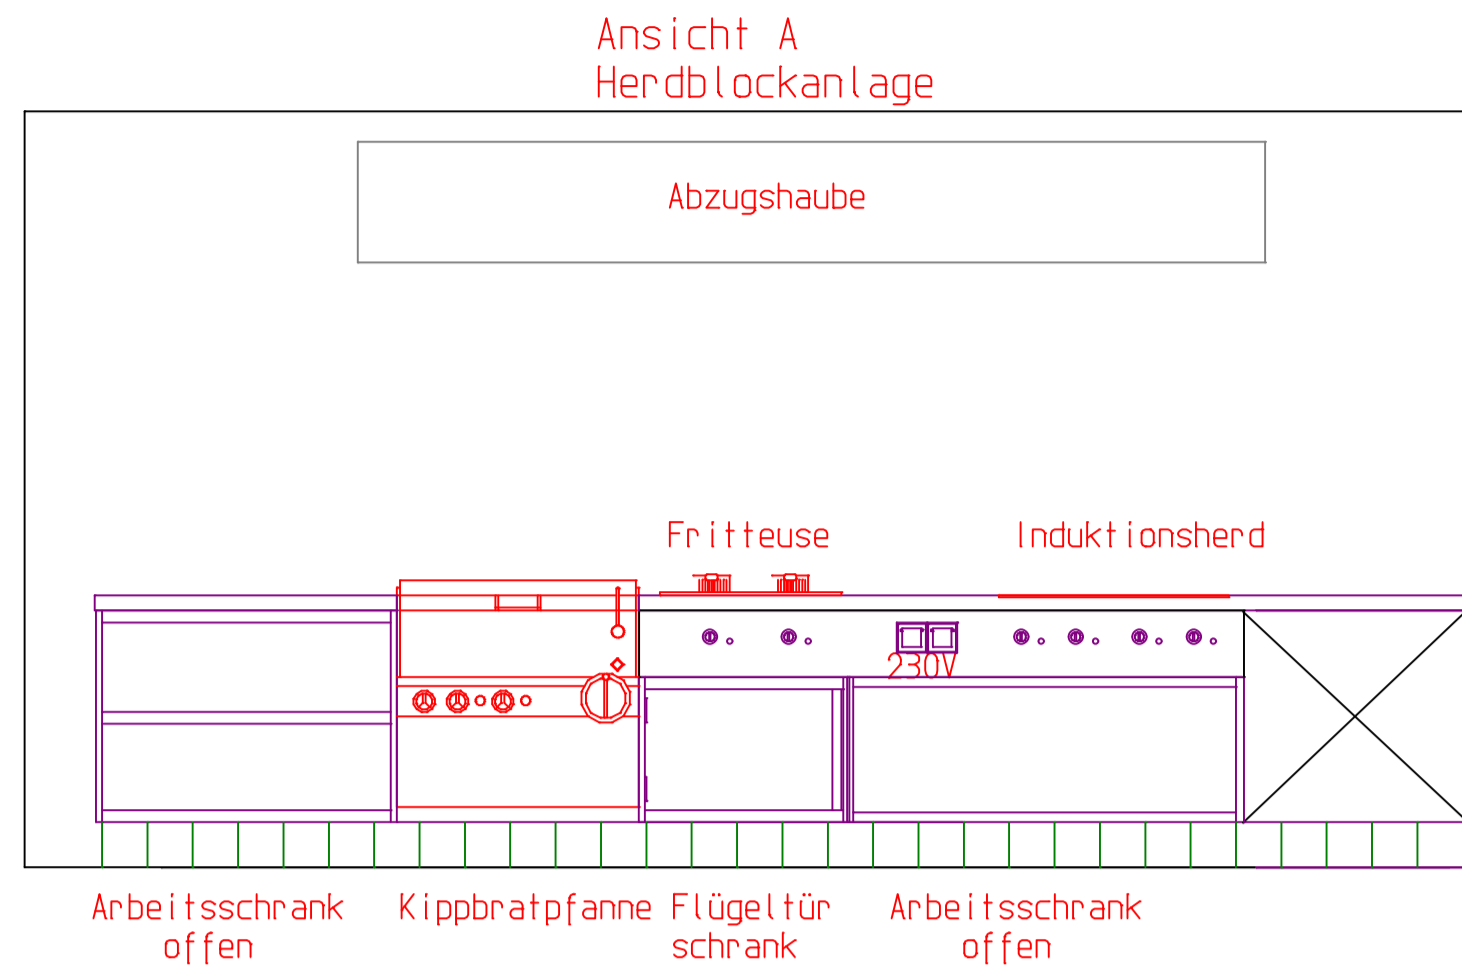 Ansicht A
Herdblockanlage
Abzugshaube
Fritteuse
Induktionsherd
230V
Arbeitsschrank
offen
Kippbratpfanne
Flügeltür
schrank
Arbeitsschrank
offen